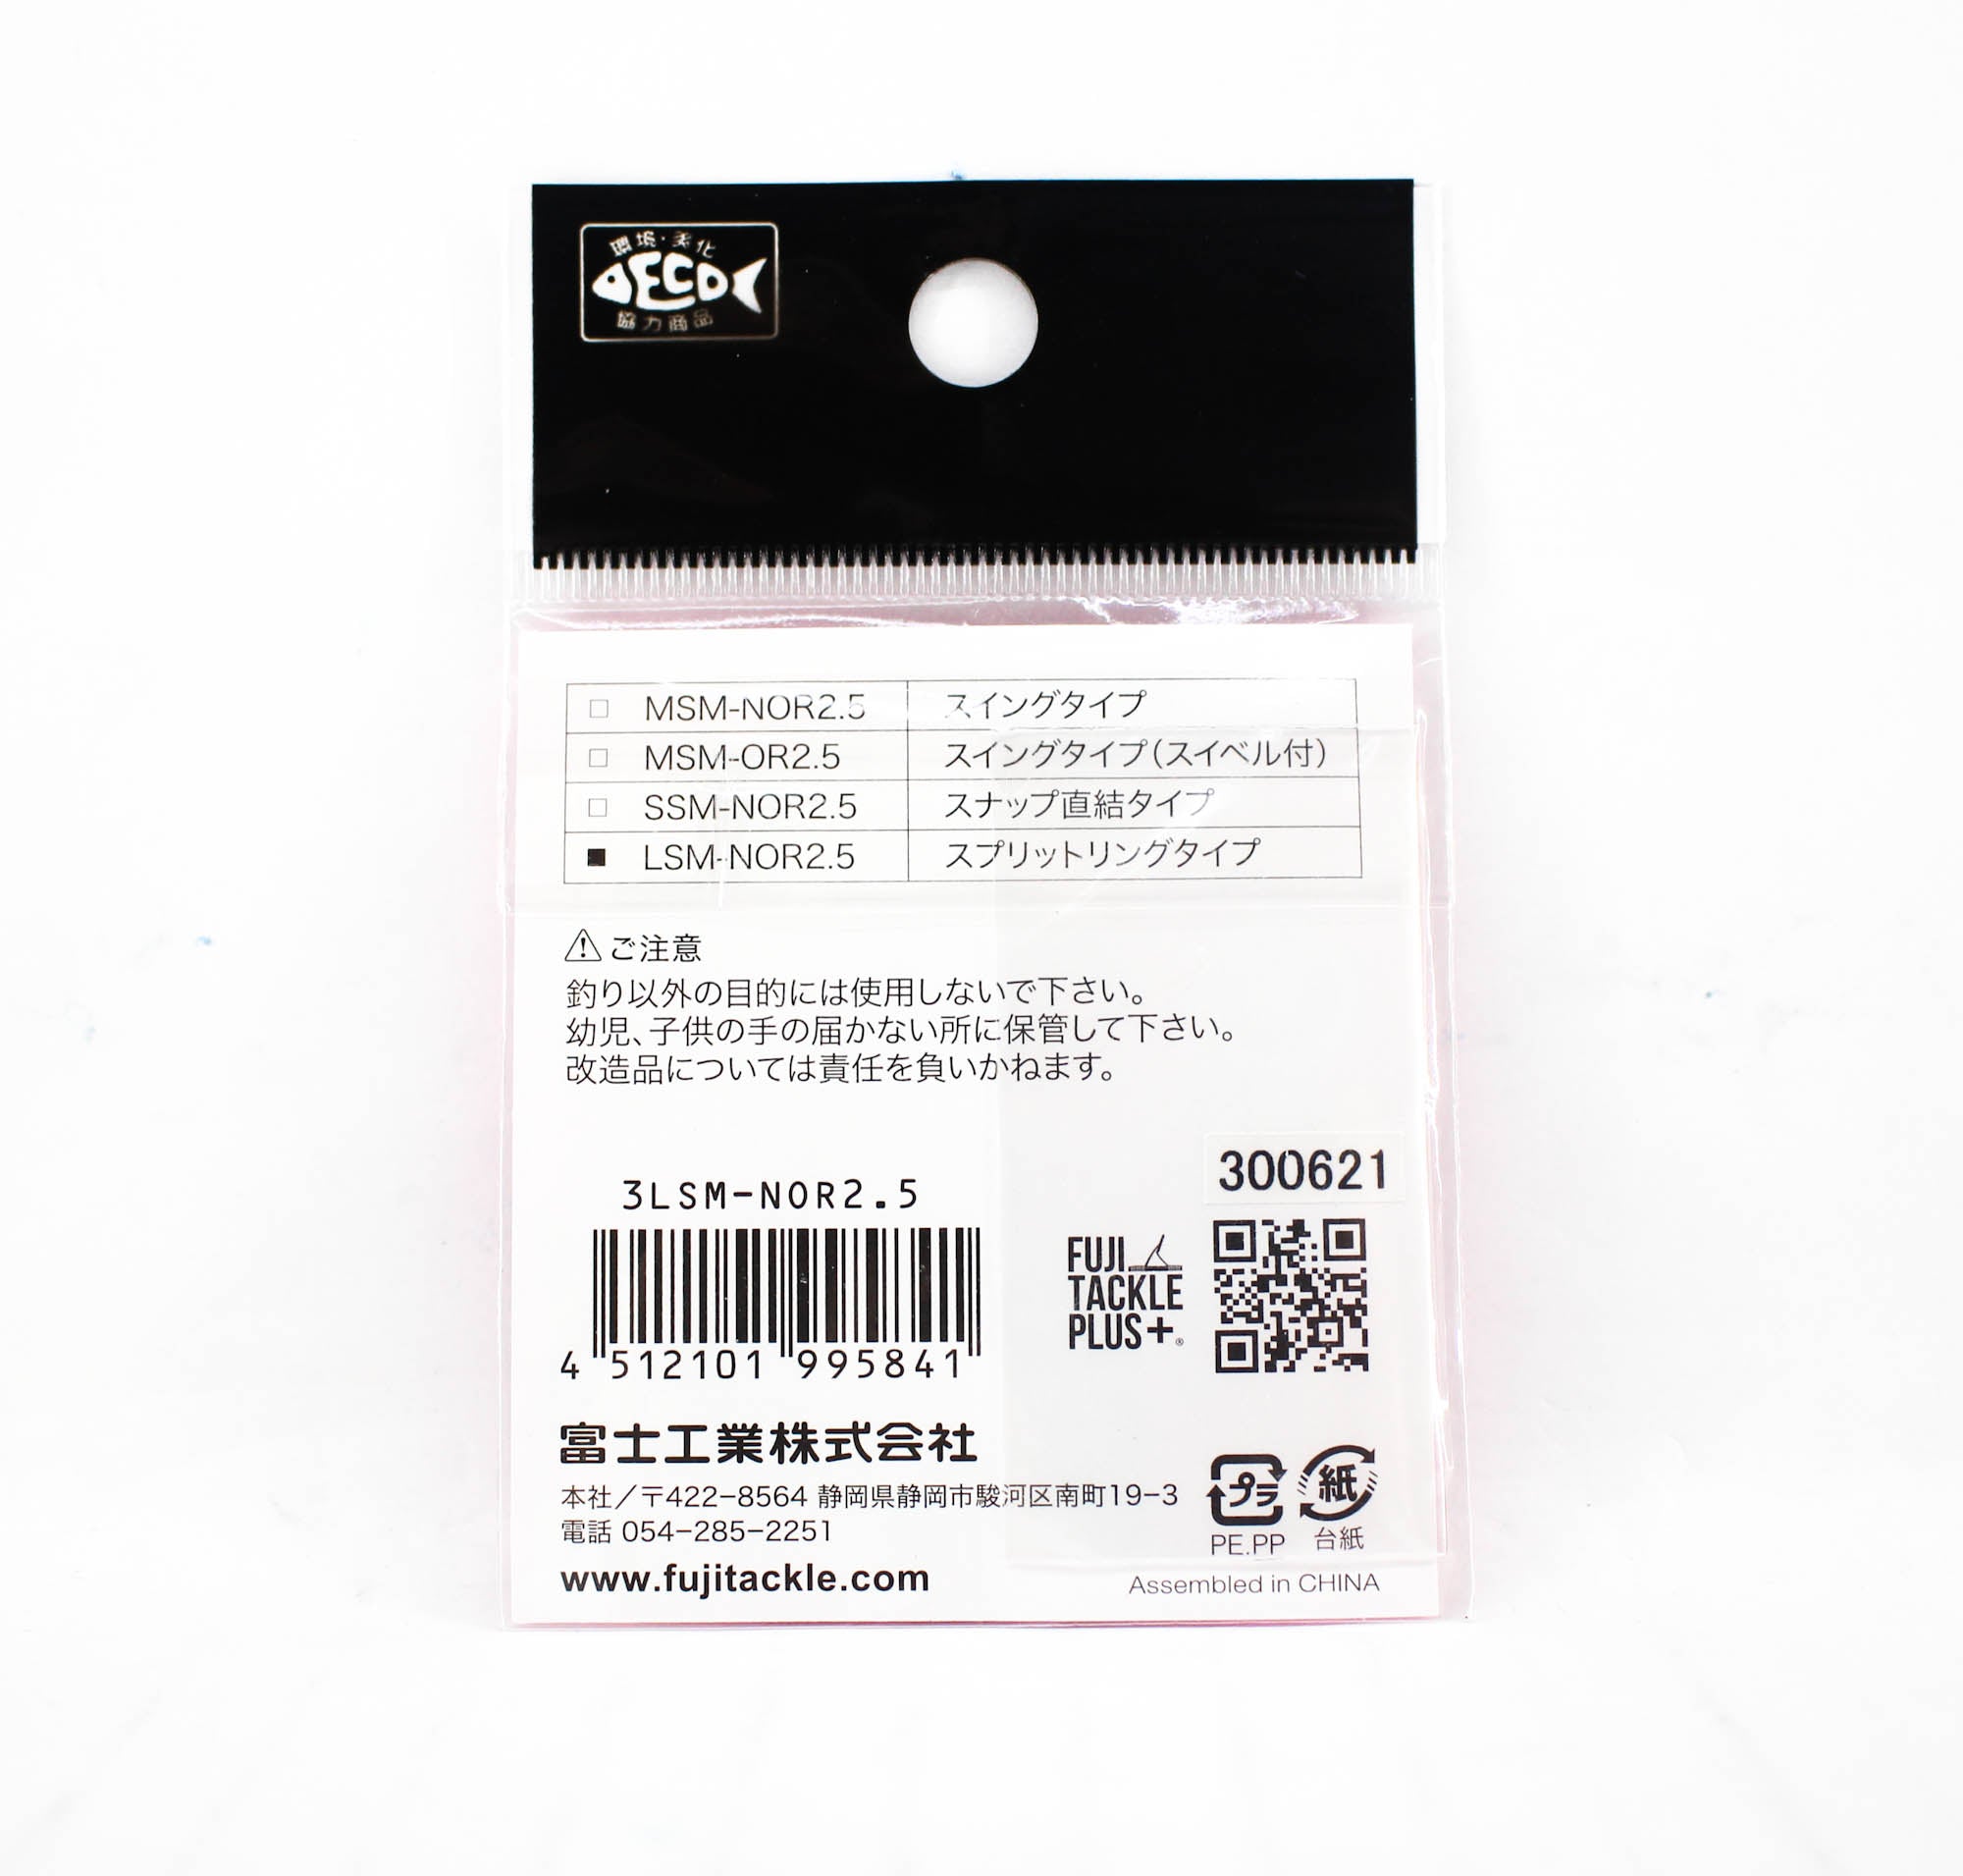 環境・美化
ECO
協力商品
□ MSM-NOR2.5 スイングタイプ
□ MSM-OR2.5 スイングタイプ(スイベル付)
□ SSM-NOR2.5 スナップ直結タイプ
■ LSM-NOR2.5 スプリットリングタイプ
⚠ご注意
釣り以外の目的には使用しないで下さい。
幼児、子供の手の届かない所に保管して下さい。
改造品については責任を負いかねます。
300621
3LSM-NOR2.5
4 512101 995841
FUJI
TACKLE
PLUS+®
富士工業株式会社
本社/〒422-8564 静岡県静岡市駿河区南町19-3
電話 054-285-2251
www.fujitackle.com
プラ 紙
PE.PP 台紙
Assembled in CHINA